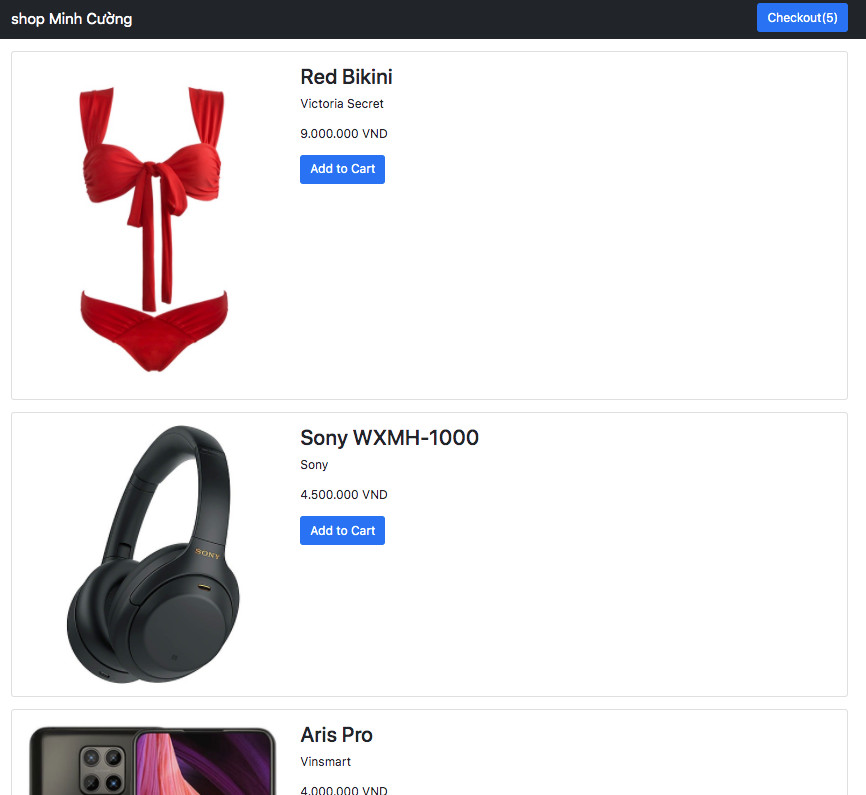 shop Minh Cường
Checkout(5)
Red Bikini
Victoria Secret
9.000.000 VND
Add to Cart
Sony WXMH-1000
Sony
4.500.000 VND
Add to Cart
SONY
Aris Pro
Vinsmart
4.000.000 VND